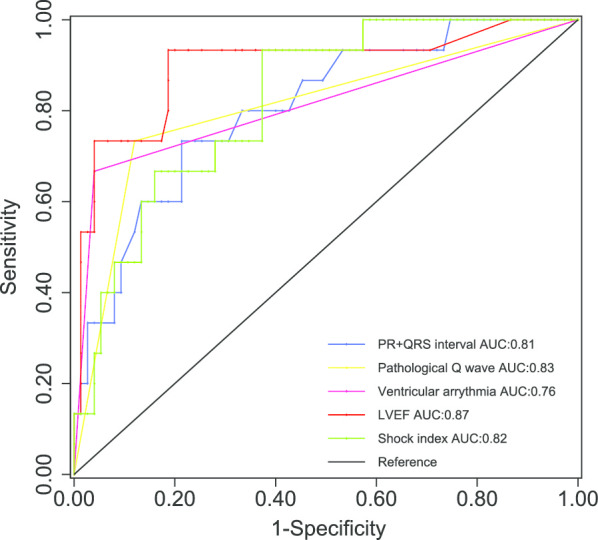 1.00
0.80
0.60
0.40
0.20
0.00
Sensitivity
PR+QRS interval AUC:0.81
Pathological Q wave AUC:0.83
Ventricular arrythmia AUC:0.76
LVEF AUC:0.87
Shock index AUC:0.82
Reference
0.00 0.20 0.40 0.60 0.80 1.00
1-Specificity